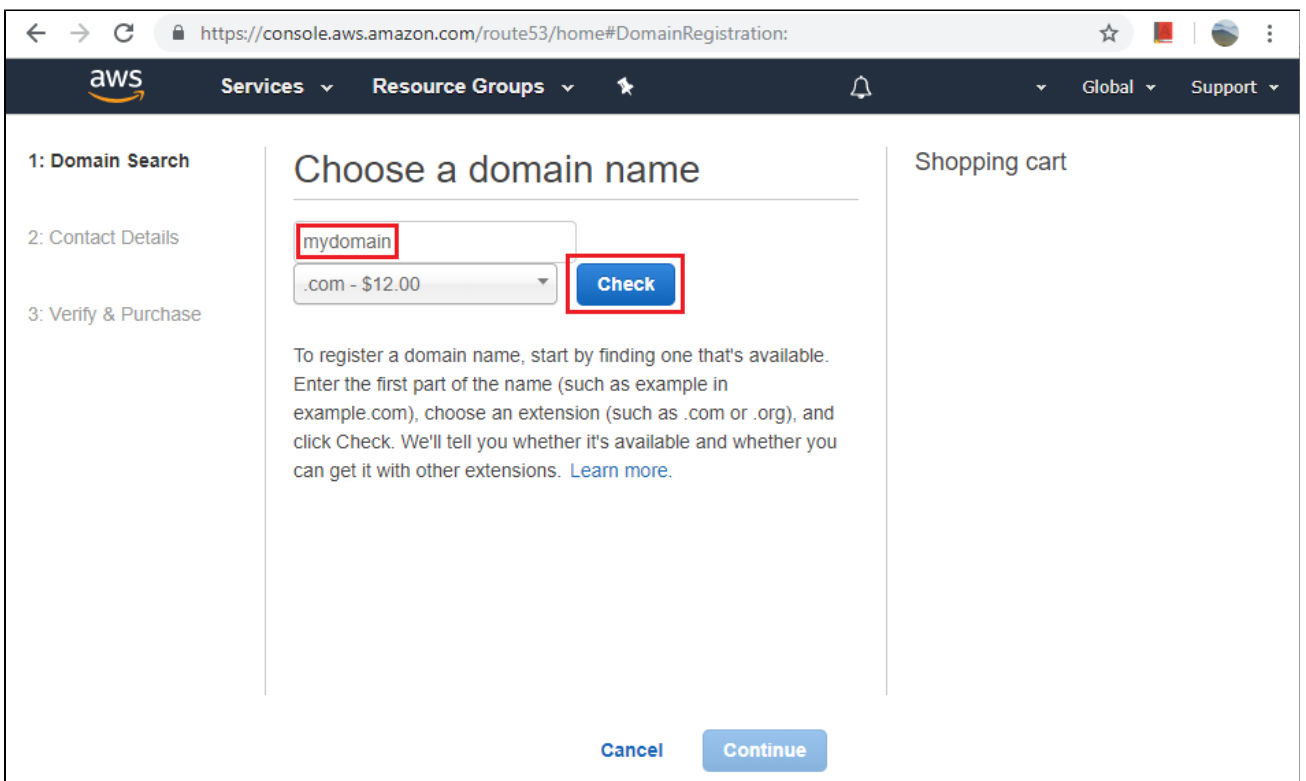 https://console.aws.amazon.com/route53/home#DomainRegistration:
aws Services Resource Groups Global Support
1: Domain Search
2: Contact Details
3: Verify & Purchase
Choose a domain name
mydomain
.com - $12.00 Check
To register a domain name, start by finding one that's available.
Enter the first part of the name (such as example in
example.com), choose an extension (such as .com or .org), and
click Check. We'll tell you whether it's available and whether you
can get it with other extensions. Learn more.
Shopping cart
Cancel Continue